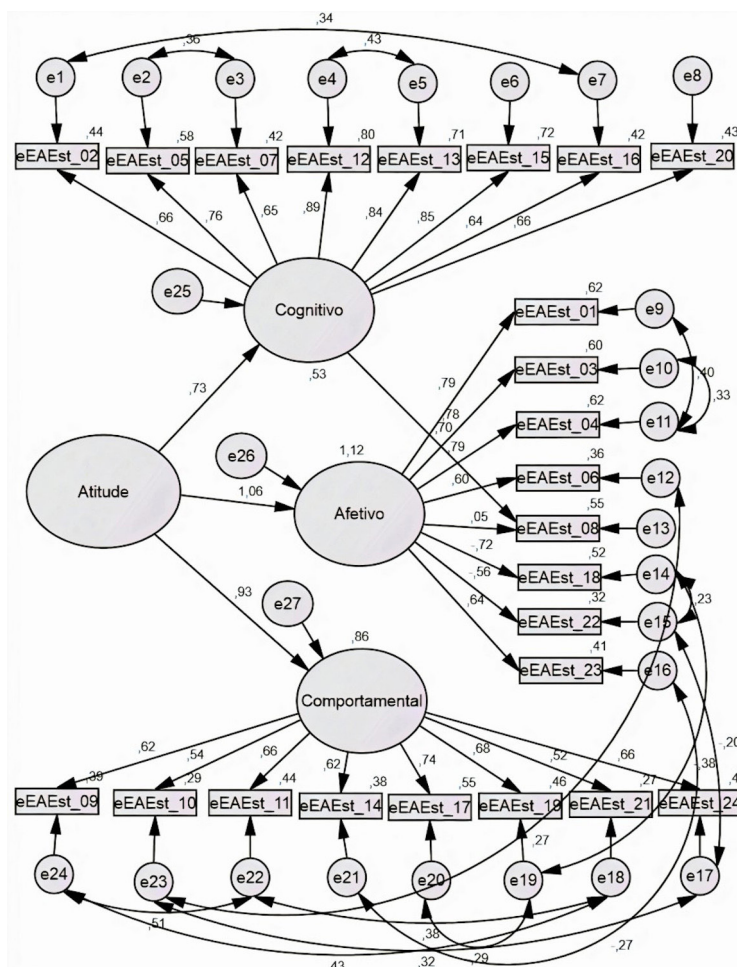 ,34
,36
,43
e1
e2
e3
e4
e5
e6
e7
e8
,44
,58
,42
,80
,71
,72
,42
,43
eEAEst_02
eEAEst_05
eEAEst_07
eEAEst_12
eEAEst_13
eEAEst_15
eEAEst_16
eEAEst_20
,66
,76
,65
,89
,84
,85
,64
,66
e25
Cognitivo
,53
,73
,62
eEAEst_01
e9
,60
eEAEst_03
e10
,40
,33
,79
,78
,70
,62
eEAEst_04
e11
,79
,36
eEAEst_06
e12
,60
Atitude
e26
1,12
1,06
Afetivo
,05
,55
eEAEst_08
e13
-,72
,52
eEAEst_18
e14
-,56
,32
eEAEst_22
e15
,23
,64
,41
eEAEst_23
e16
,93
e27
,86
Comportamental
-,20
-,38
,62
,54
,66
,62
,74
,68
,52
,66
,39
,29
,44
,38
,55
,46
,27
eEAEst_09
eEAEst_10
eEAEst_11
eEAEst_14
eEAEst_17
eEAEst_19
eEAEst_21
eEAEst_24
,27
e24
e23
e22
e21
e20
e19
e18
e17
,51
,38
-,27
,43
,32
,29